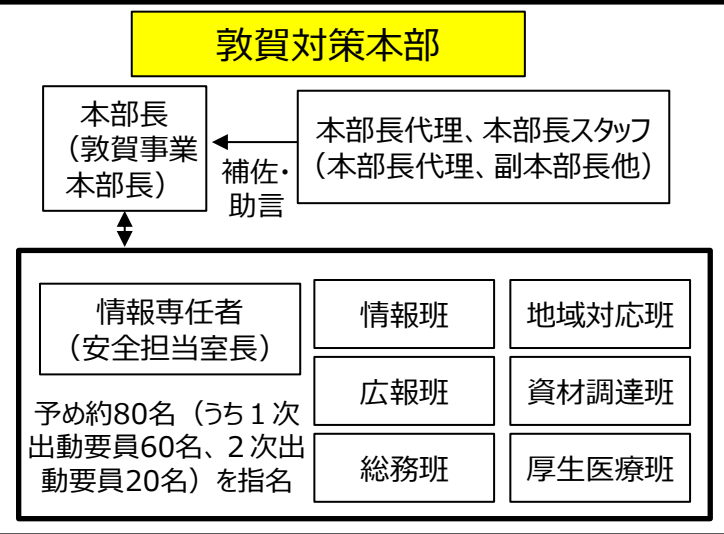 敦賀対策本部
本部長
（敦賀事業
本部長）
補佐・
助言
本部長代理、本部長スタッフ
（本部長代理、副本部長他）
情報専任者
（安全担当室長）
予め約80名（うち１次
出動要員60名、２次出
動要員20名）を指名
情報班
地域対応班
広報班
資材調達班
総務班
厚生医療班